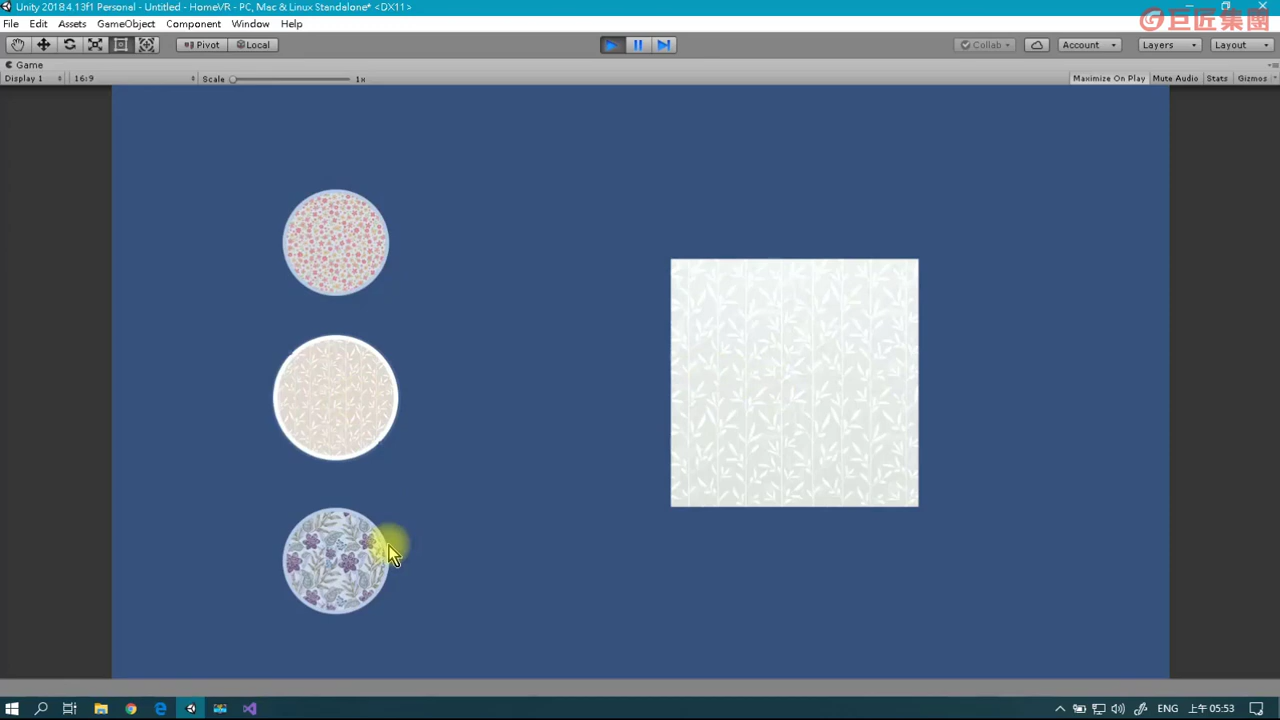 Unity 2018.4.13f1 Personal - Untitled - HomeVR - PC, Mac & Linux Standalone* <DX11>
巨匠集團
File Edit Assets GameObject Component Window Help
Pivot Local Collab Account Layers Layout
Game
Display 1 16:9 Scale 1x Maximize On Play Mute Audio Stats Gizmos
ENG 上午 05:53